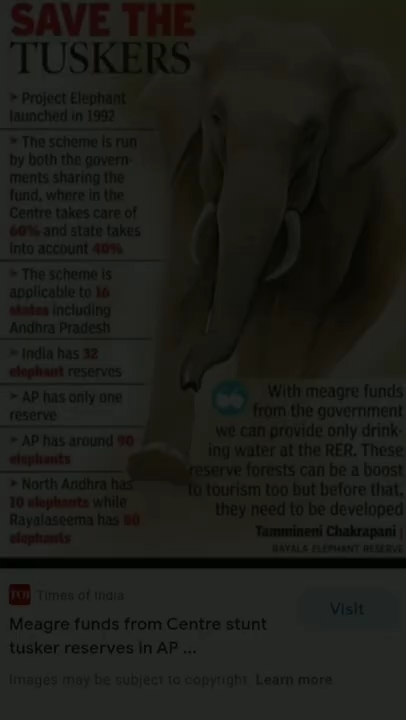 SAVE THE
TUSKERS
➤ Project Elephant
launched in 1992
➤ The scheme is run
by both the govern-
ments sharing the
fund, where in the
Centre takes care of
60% and state takes
into account 40%
➤ The scheme is
applicable to 16
states including
Andhra Pradesh
➤ India has 32
elephant reserves
➤ AP has only one
reserve
➤ AP has around 90
elephants
➤ North Andhra has
10 elephants while
Rayalaseema has 80
elephants
With meagre funds
from the government
we can provide only drink-
ing water at the RER. These
reserve forests can be a boost
to tourism too but before that,
they need to be developed
Tammineni Chakrapani |
RAYALA ELEPHANT RESERVE
TOI Times of India
Meagre funds from Centre stunt
tusker reserves in AP ...
Visit
Images may be subject to copyright. Learn more